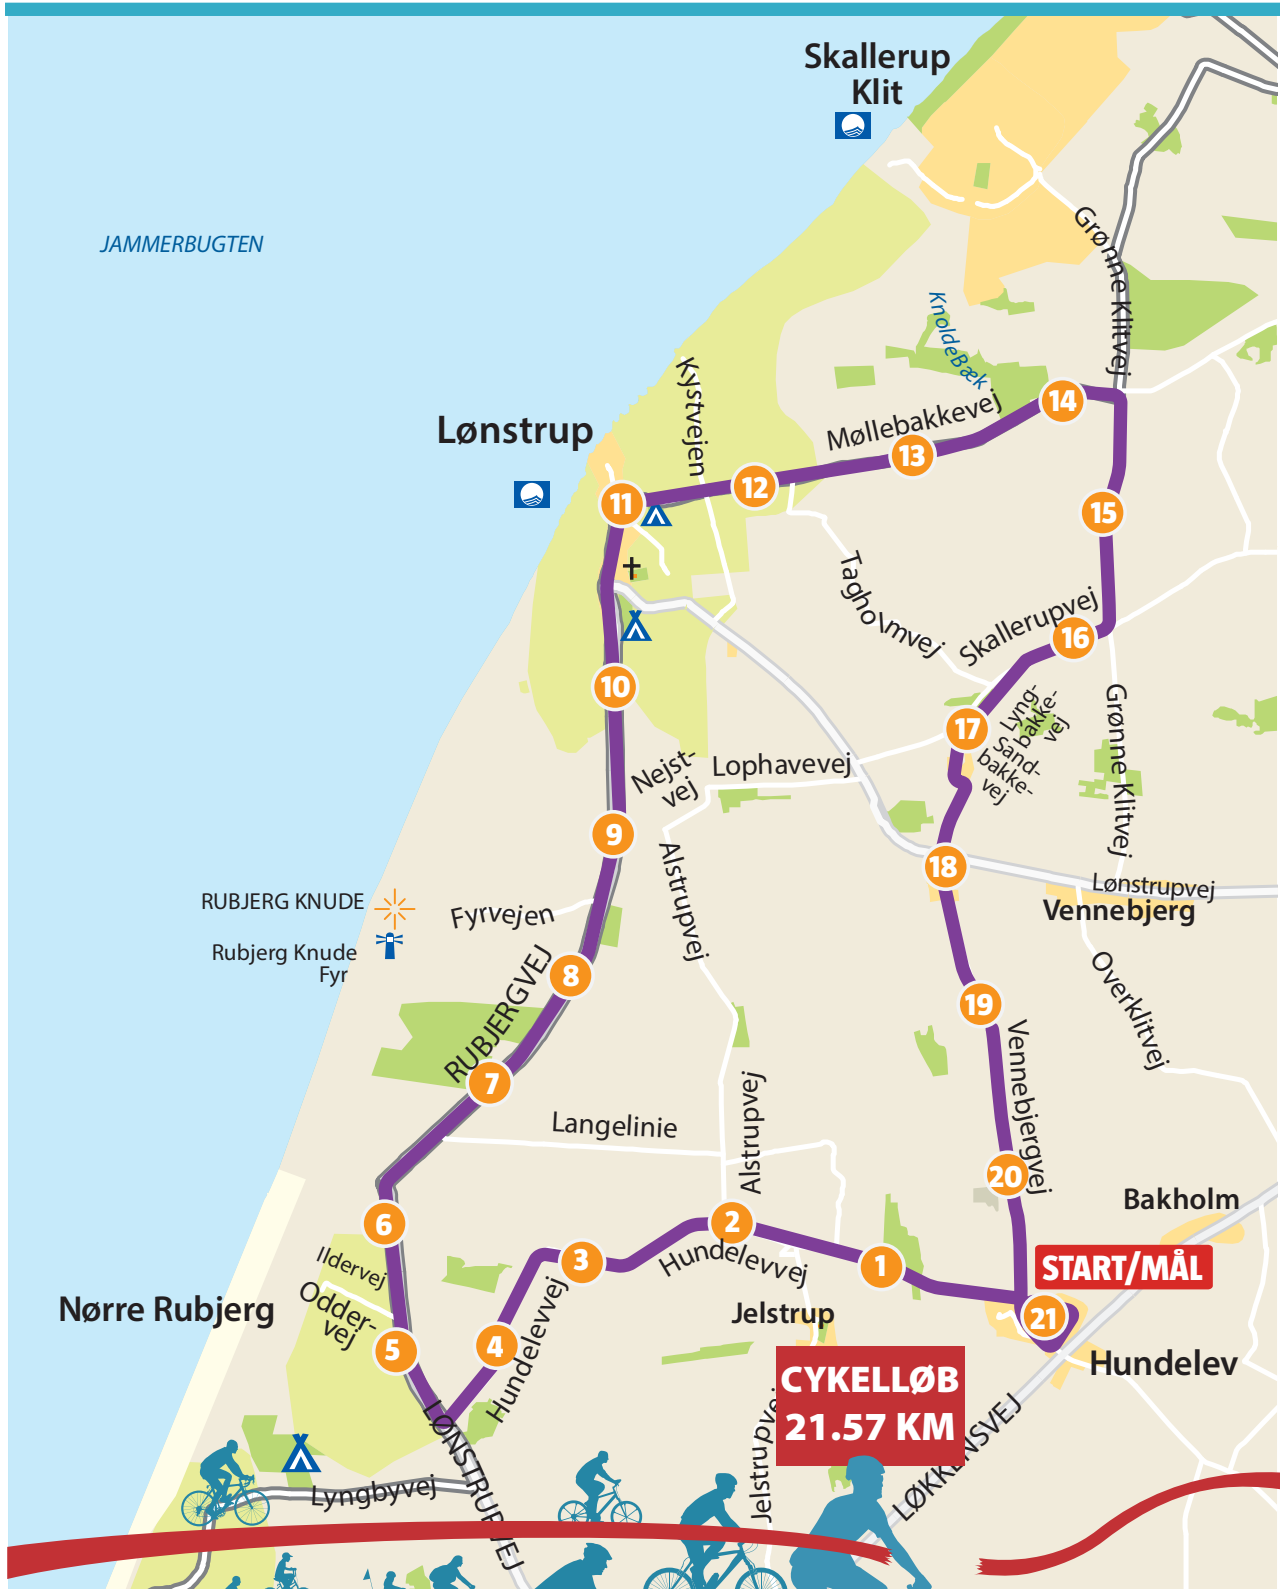 Skallerup
Klit
JAMMERBUGTEN
Grønne Klitvej
KnoldeBæk
Kystvejen
Lønstrup
Møllebakkevej
14
13
12
11
15
Tagholmvej
Skallerupvej
16
10
Lyng-
bakke-
vej
Grønne Klitvej
17
Sand-
bakke-
vej
Nejst-
vej
Lophavevej
9
Alstrupvej
18
Lønstrupvej
Vennebjerg
RUBJERG KNUDE
Fyrvejen
Rubjerg Knude
Fyr
8
RUBJERGVEJ
19
Overklitvej
7
Vennebjergvej
Langelinie
Alstrupvej
20
Bakholm
6
2
Hundelevvej
3
1
START/MÅL
Ildervej
Odder-
vej
Nørre Rubjerg
Hundelevvej
Jelstrup
21
5
4
Hundelev
CYKELLØB
21.57 KM
Jelstrupvej
LØKKENSVEJ
LØNSTRUPVEJ
Lyngbyvej